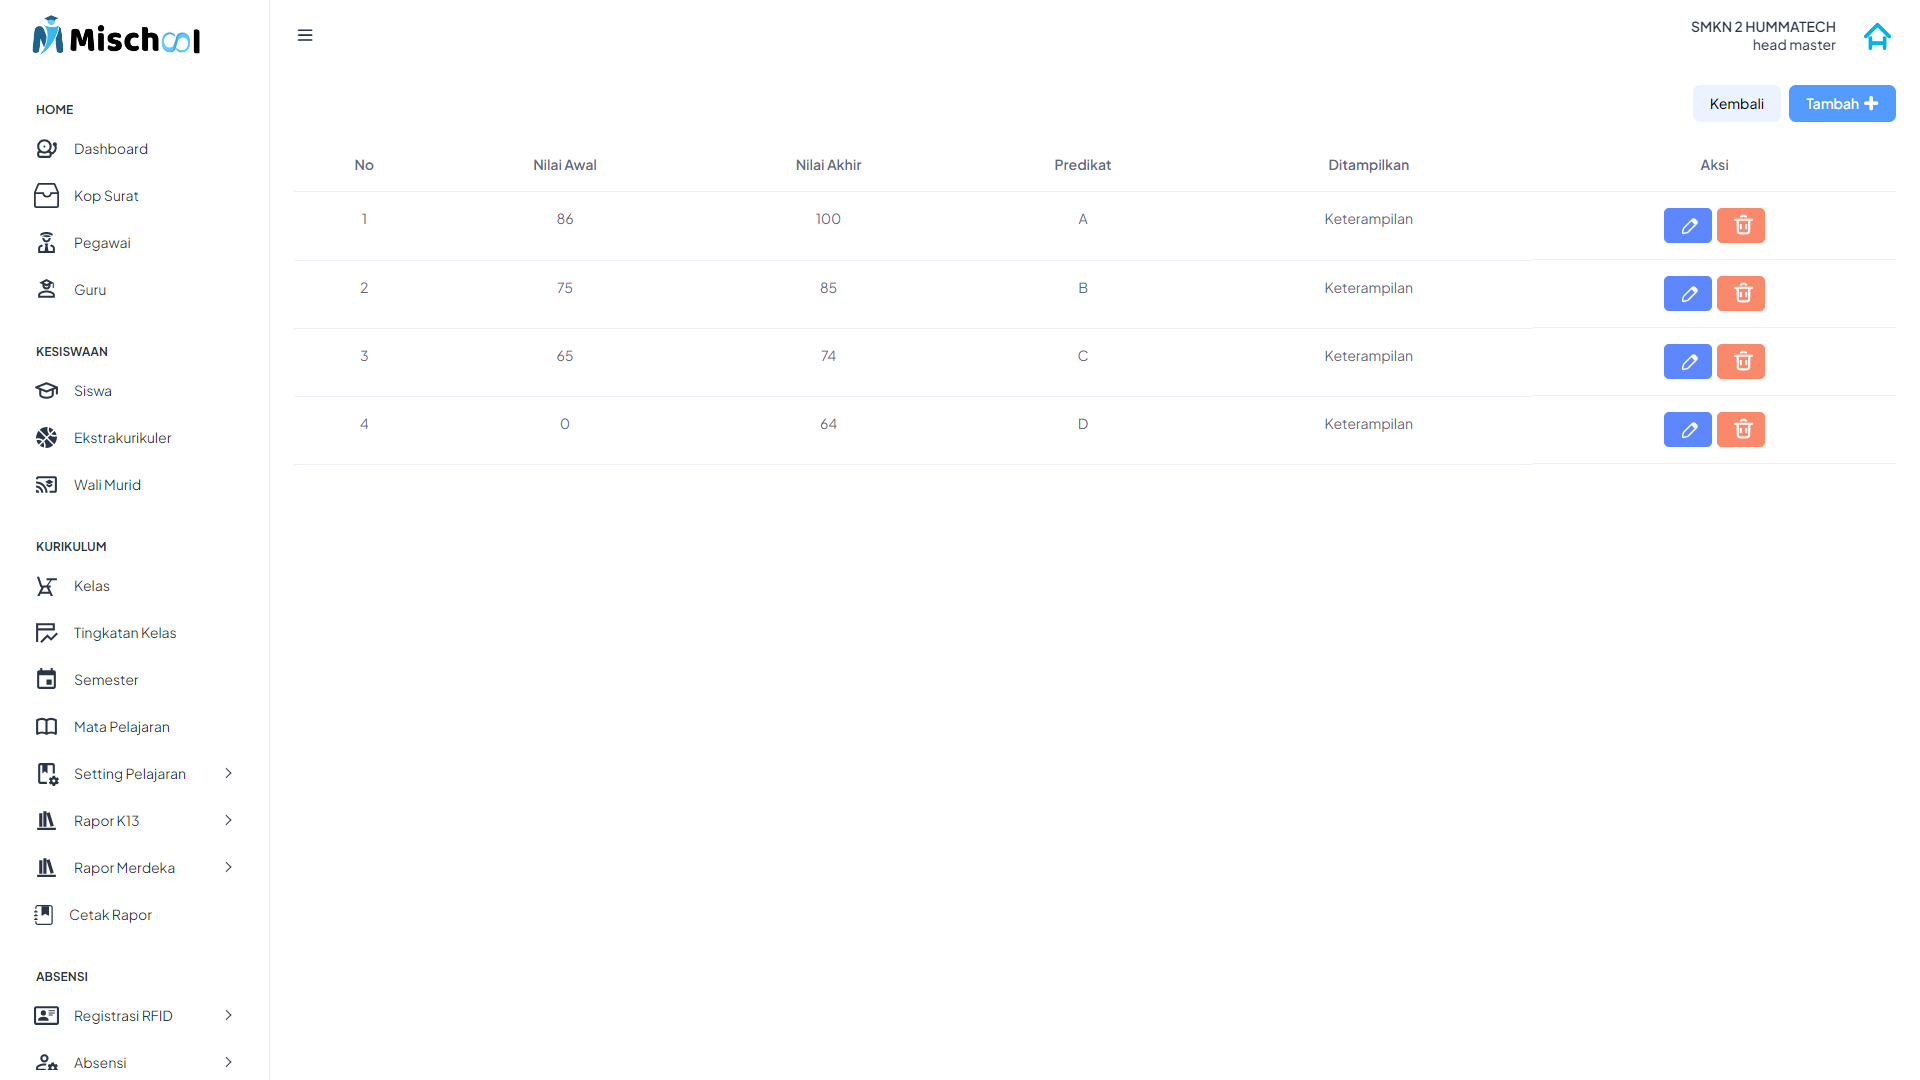 Mischool
SMKN 2 HUMMATECH
head master
HOME
Dashboard
Kop Surat
Pegawai
Guru
KESISWAAN
Siswa
Ekstrakurikuler
Wali Murid
KURIKULUM
Kelas
Tingkatan Kelas
Semester
Mata Pelajaran
Setting Pelajaran
Rapor K13
Rapor Merdeka
Cetak Rapor
ABSENSI
Registrasi RFID
Absensi
Kembali Tambah
No Nilai Awal Nilai Akhir Predikat Ditampilkan Aksi
1 86 100 A Keterampilan
2 75 85 B Keterampilan
3 65 74 C Keterampilan
4 0 64 D Keterampilan